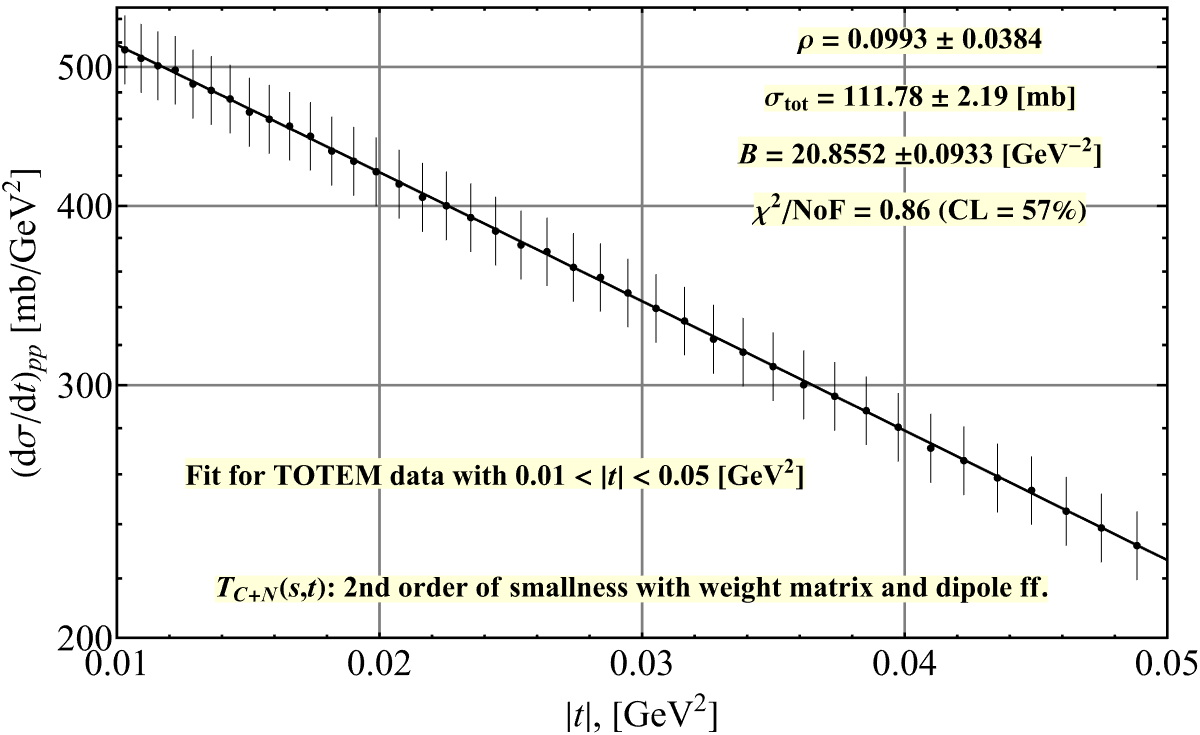 ρ = 0.0993 ± 0.0384
500
σtot = 111.78 ± 2.19 [mb]
B = 20.8552 ±0.0933 [GeV−2]
400
χ2/NoF = 0.86 (CL = 57%)
(dσ/dt)pp [mb/GeV2]
300
Fit for TOTEM data with 0.01 < |t| < 0.05 [GeV2]
TC+N(s,t): 2nd order of smallness with weight matrix and dipole ff.
200
0.01 0.02 0.03 0.04 0.05
|t|, [GeV2]